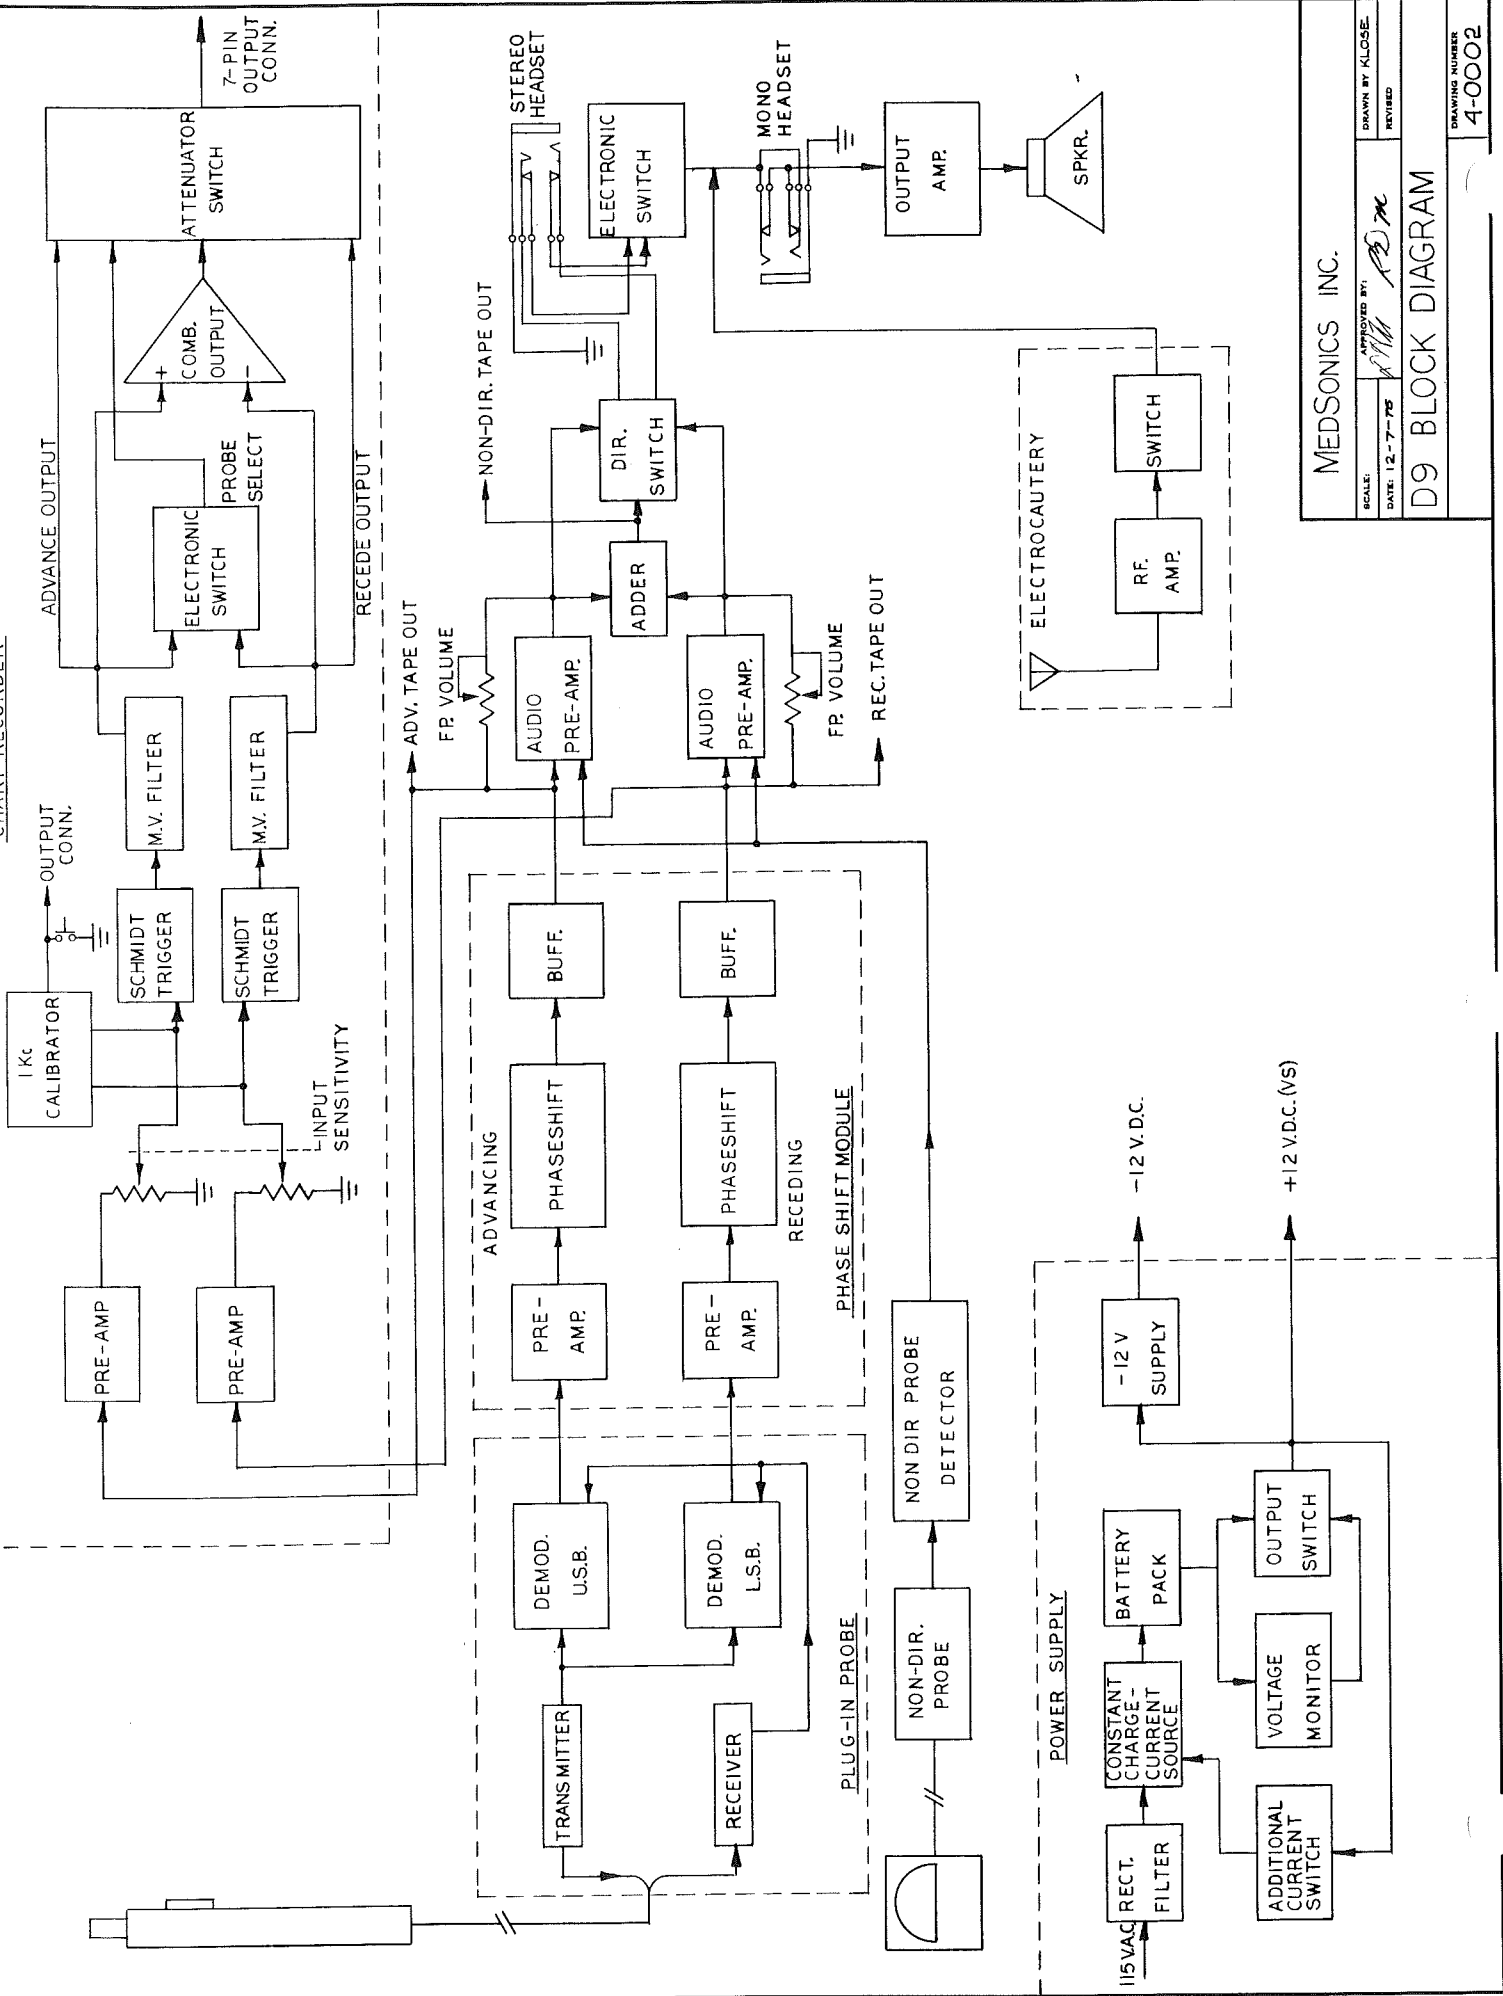 1 Kc
CALIBRATOR
OUTPUT
CONN.
PRE-AMP
PRE-AMP
INPUT
SENSITIVITY
SCHMIDT
TRIGGER
SCHMIDT
TRIGGER
M.V. FILTER
M.V. FILTER
ADVANCE OUTPUT
ELECTRONIC
SWITCH
PROBE
SELECT
RECEDE OUTPUT
+
COMB.
OUTPUT
-
ATTENUATOR
SWITCH
7-PIN
OUTPUT
CONN.
TRANSMITTER
RECEIVER
DEMOD.
U.S.B.
DEMOD.
L.S.B.
PLUG-IN PROBE
ADVANCING
PRE-
AMP.
PHASESHIFT
BUFF.
PRE-
AMP.
PHASESHIFT
BUFF.
RECEDING
PHASE SHIFT MODULE
ADV. TAPE OUT
FP. VOLUME
AUDIO
PRE-AMP.
AUDIO
PRE-AMP.
FP. VOLUME
REC. TAPE OUT
ADDER
NON-DIR. TAPE OUT
DIR.
SWITCH
STEREO
HEADSET
ELECTRONIC
SWITCH
MONO
HEADSET
OUTPUT
AMP.
SPKR.
NON-DIR.
PROBE
NON DIR PROBE
DETECTOR
ELECTROCAUTERY
RF.
AMP.
SWITCH
POWER SUPPLY
115 V.A.C.
RECT.
FILTER
CONSTANT
CHARGE-
CURRENT
SOURCE
BATTERY
PACK
-12 V
SUPPLY
-12 V.D.C.
ADDITIONAL
CURRENT
SWITCH
VOLTAGE
MONITOR
OUTPUT
SWITCH
+12 V.D.C. (VS)
MEDSONICS INC.
SCALE:
APPROVED BY:
DRAWN BY KLOSE
DATE: 12-7-75
REVISED
D9 BLOCK DIAGRAM
DRAWING NUMBER
4-0002